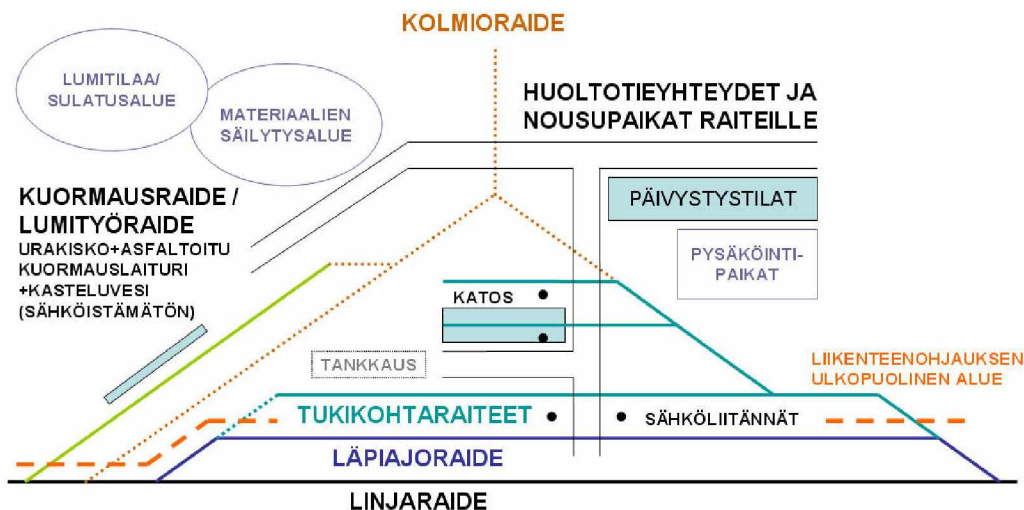 KOLMIORAIDE
LUMITILAA/
SULATUSALUE
MATERIAALIEN
SÄILYTYSALUE
HUOLTOTIEYHTEYDET JA
NOUSUPAIKAT RAITEILLE
KUORMAUSRAIDE /
LUMITYÖRAIDE
URAKISKO+ASFALTOITU
KUORMAUSLAITURI
+KASTELUVESI
(SÄHKÖISTÄMÄTÖN)
PÄIVYSTYSTILAT
PYSÄKÖINTI-
PAIKAT
KATOS
TANKKAUS
LIIKENTEENOHJAUKSEN
ULKOPUOLINEN ALUE
TUKIKOHTARAITEET
SÄHKÖLIITÄNNÄT
LÄPIAJORAIDE
LINJARAIDE